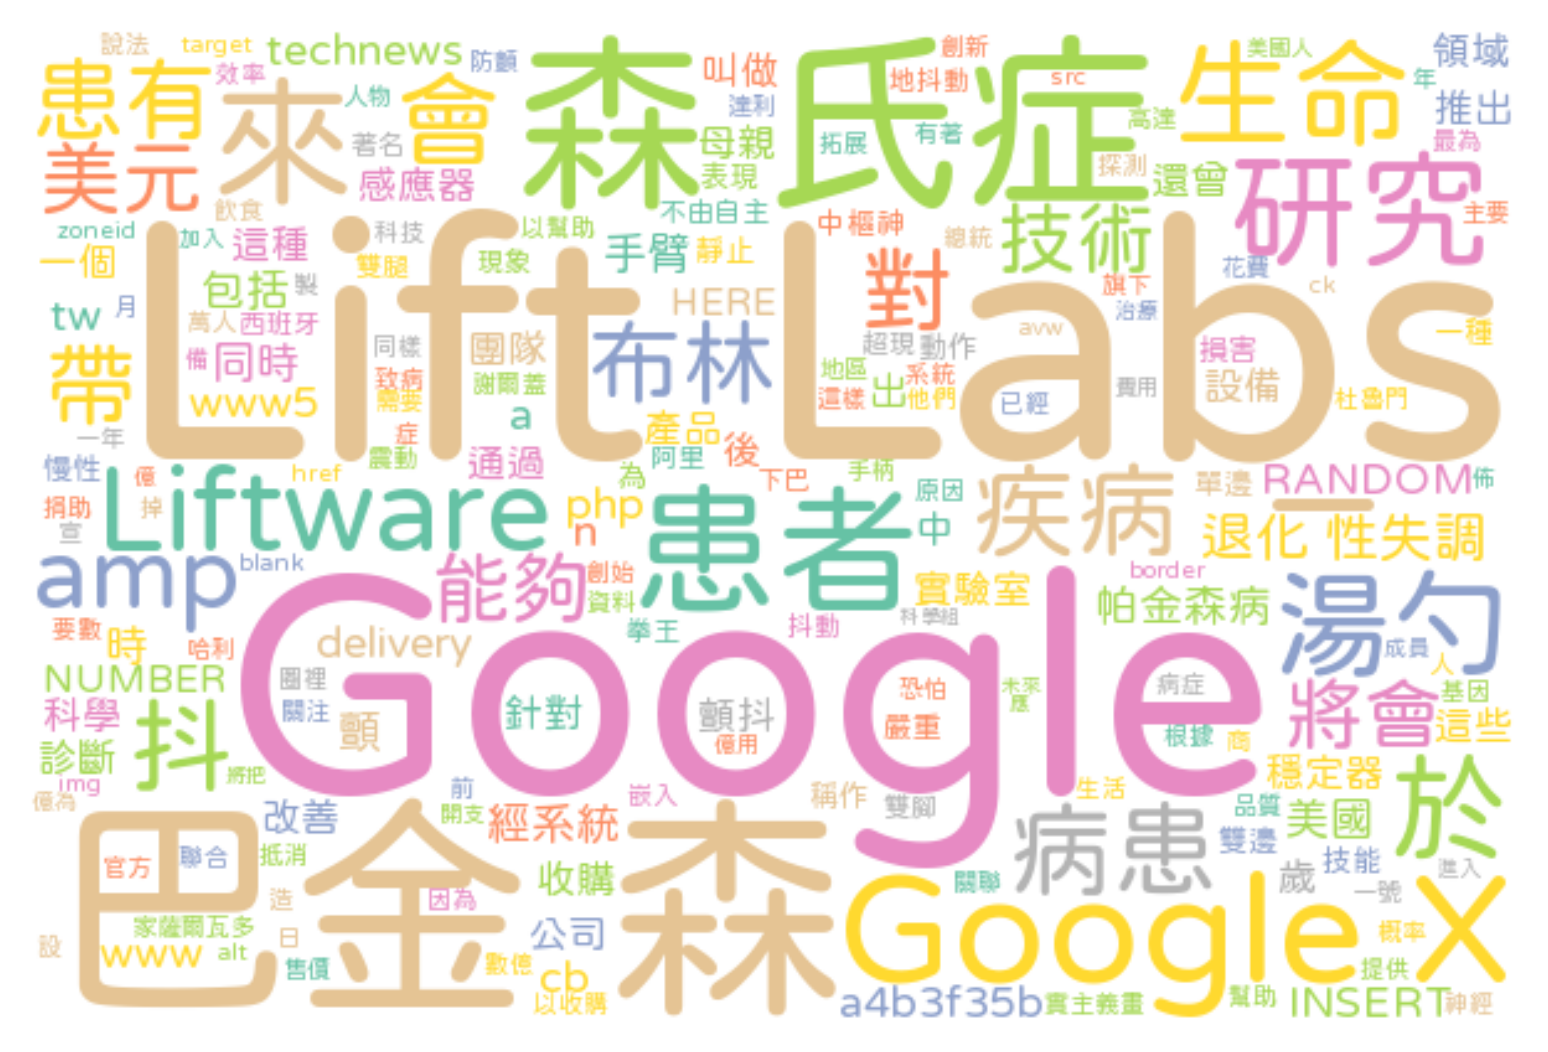 說法 target technews 防顫 森 氏症 叫做 創新 美國人 生命 領域
患有 效率 來 人物 會 達利 地抖動 src 年 推出
美元 著名 母親 拓展 有著 高達 最為
感應器 表現 探測 還曾 研究
飲食 不由自主 中樞神 主要
zoneid 加入 這種 科技 以幫助 手臂 靜止 總統 技術
一個 雙腿 現象 對 花費
包括 製 Lift Labs HERE 旗下 ck
tw 月 萬人 西班牙 布林 治療 avw 一種
帶 備 同時 同樣 團隊 超現 動作 損害
致病 謝爾蓋 地區 系統 費用 設備
www5 需要 a 這樣 出 他們 已經 杜魯門
一年 症 產品 後
慢性 億 href 震動 通過 為 阿里 下巴 手柄 疾病 單邊 RANDOM 佈
捐助 掉 Liftware php 患者 原因 _
宣 n 中 退化 性失調
amp blank 能夠 創始 實驗室 border 湯勺
資料 科學組 帕金森病
要數 時 哈利 delivery 拳王 抖動 成員 人
NUMBER 圈裡 Google 恐怕 未來 病症 基因
科學 關注 針對 顫抖 應 將會
抖 顫 億用 嚴重 根據 商 這些
診斷 將把
img 前 嵌入 稱作 生活 穩定器 於
億為 改善 開支 經系統 雙腳 品質 美國
巴金森 病患 雙邊
官方 聯合 抵消 收購 技能 進入
造 因為 關聯 歲 一號
家薩爾瓦多 公司 Google X 概率
設 www alt 日 售價 數億 cb 提供
以收購 a4b3f35b 實主義畫 幫助 INSERT 神經